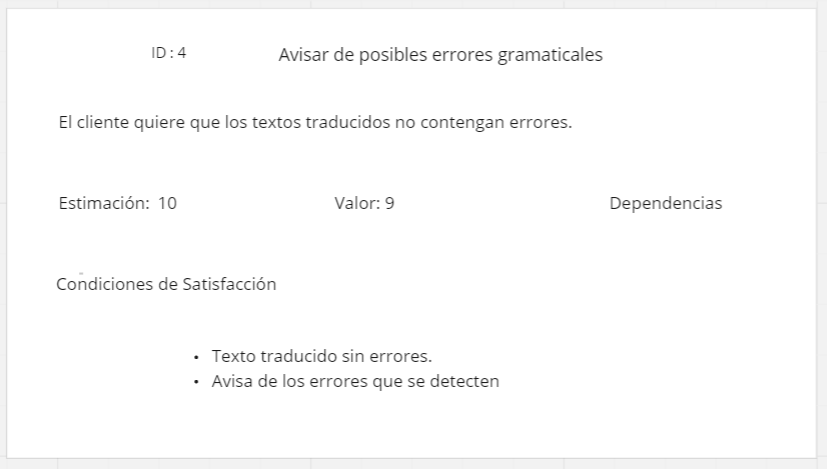 ID : 4 Avisar de posibles errores gramaticales
El cliente quiere que los textos traducidos no contengan errores.
Estimación: 10 Valor: 9 Dependencias
Condiciones de Satisfacción
• Texto traducido sin errores.
• Avisa de los errores que se detecten